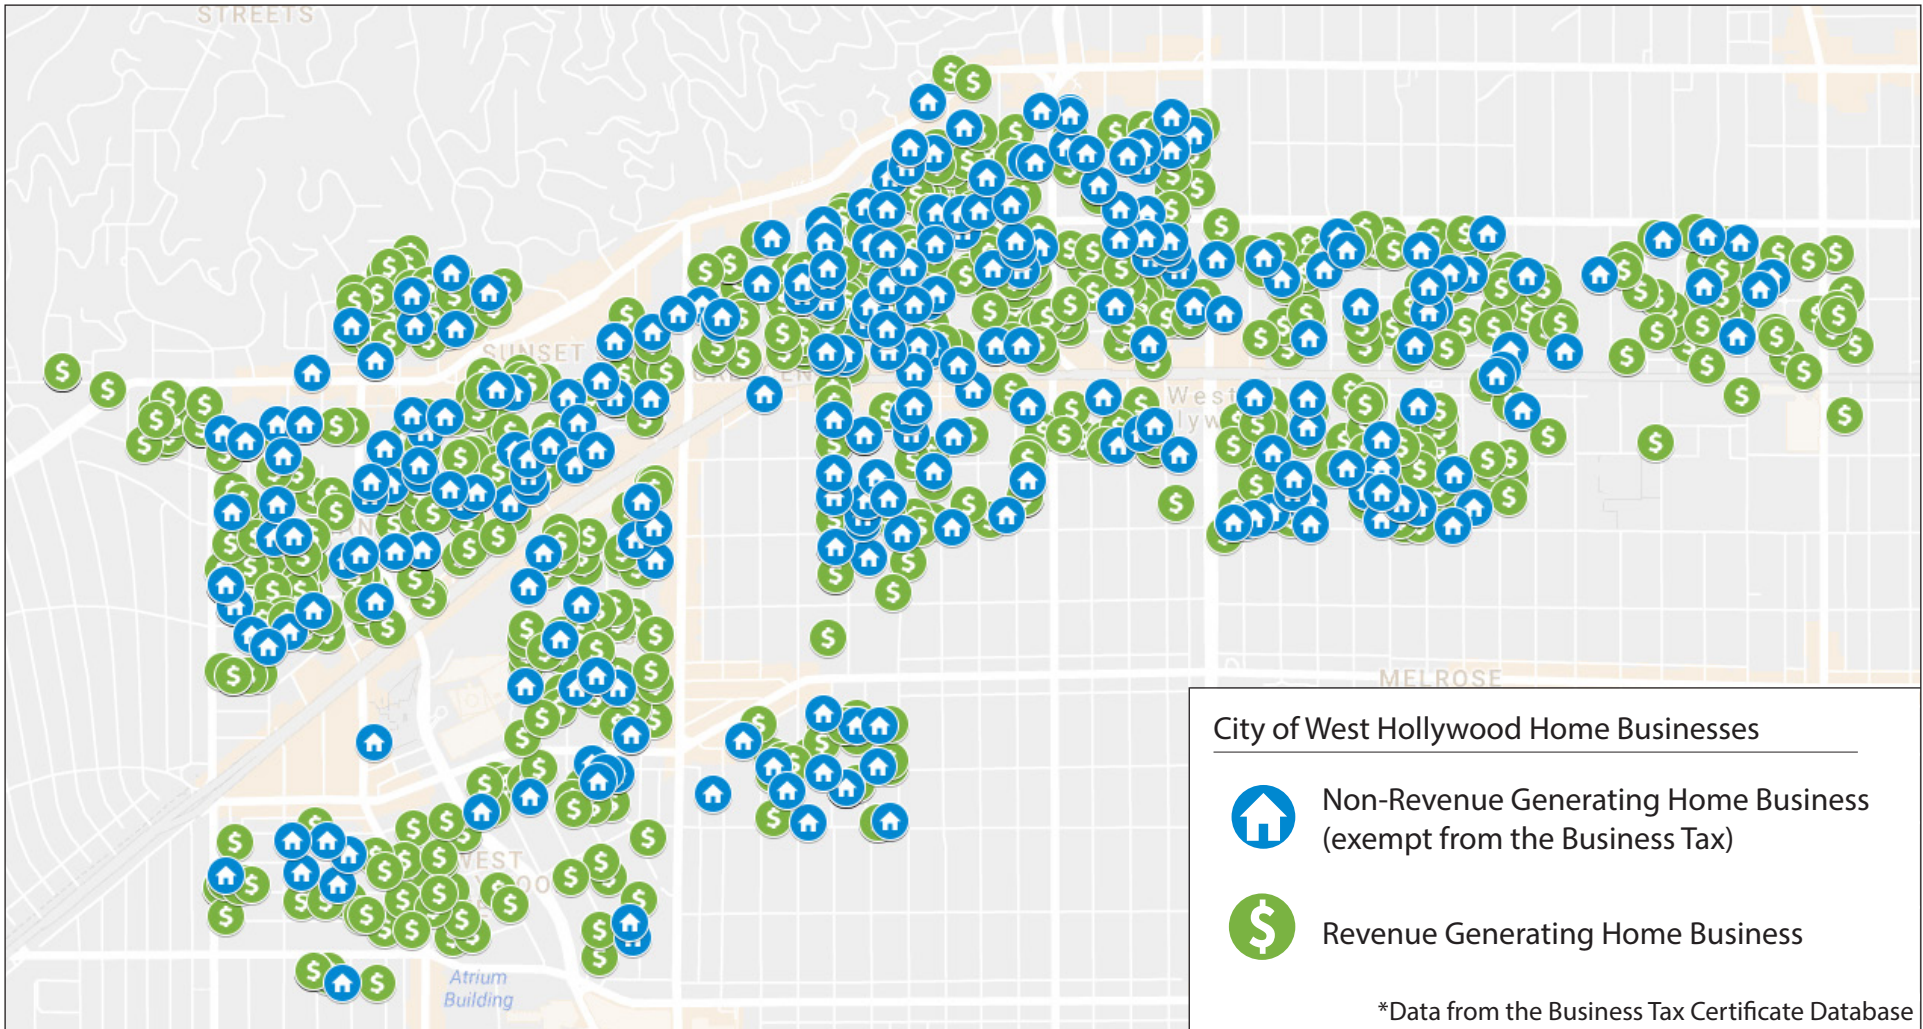 STREETS
SUNSET
West
lyw
MELROSE
WEST
Atrium
Building
City of West Hollywood Home Businesses
Non-Revenue Generating Home Business
(exempt from the Business Tax)
Revenue Generating Home Business
*Data from the Business Tax Certificate Database